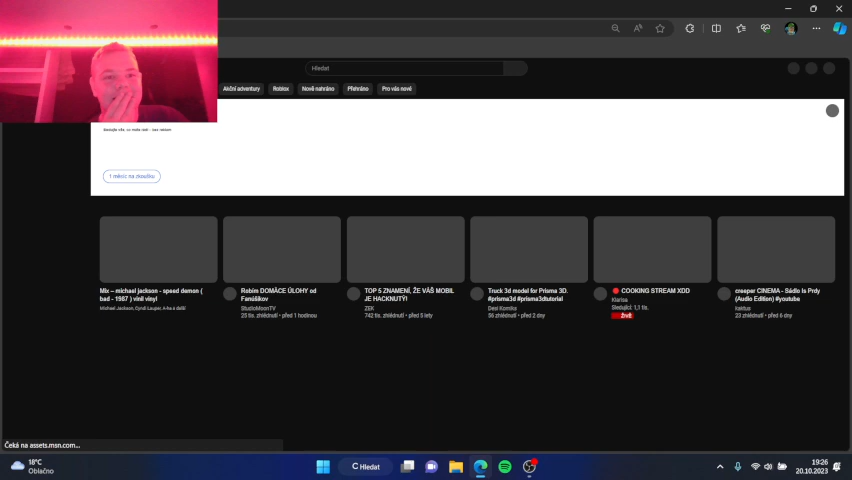 Hledat
Akční adventury
Roblox
Nově nahráno
Přehráno
Pro vás nové
1 měsíc na zkoušku
Mix – michael jackson - speed demon (
bad - 1987 ) vinil vinyl
Michael Jackson, Cyndi Lauper, A-ha a další
Robím DOMÁCE ÚLOHY od
Fanúšikov
StudioMoonTV
25 tis. zhlédnutí • před 1 hodinou
TOP 5 ZNAMENÍ, ŽE VÁŠ MOBIL
JE HACKNUTÝ!
ZEK
742 tis. zhlédnutí • před 5 lety
Truck 3d model for Prisma 3D.
#prisma3d #prisma3dtutorial
Desi Komiks
56 zhlédnutí • před 2 dny
COOKING STREAM XDD
Klarisa
Sledující: 1,1 tis.
ŽIVĚ
creeper CINEMA - Sádlo Is Prdy
(Audio Edition) #youtube
kaktus
23 zhlédnutí • před 6 dny
Čeká na assets.msn.com...
18°C
Oblačno
Hledat
19:26
20.10.2023